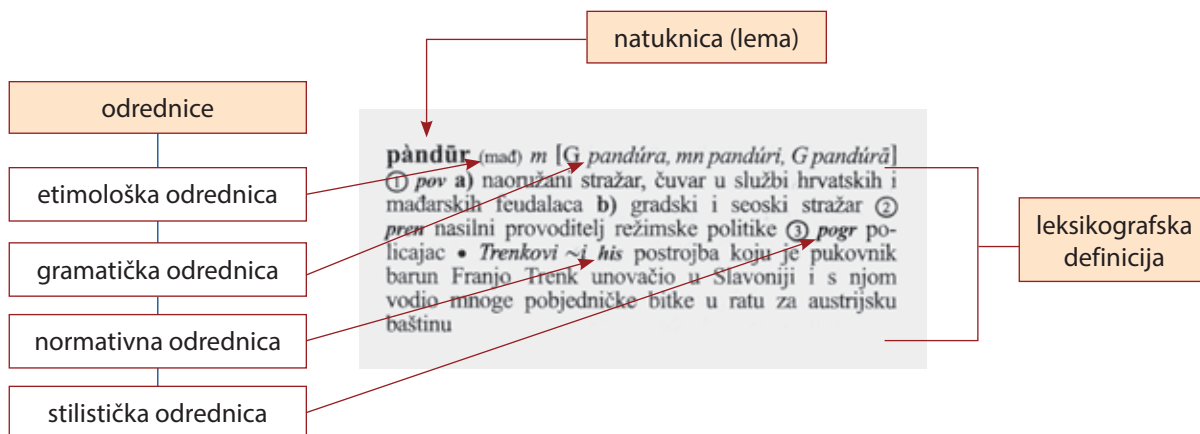 natuknica (lema)
odrednice
etimološka odrednica
gramatička odrednica
normativna odrednica
stilistička odrednica
pàndūr (mađ) m [G pandúra, mn pandúri, G pandúrā]
① pov a) naoružani stražar, čuvar u službi hrvatskih i
mađarskih feudalaca b) gradski i seoski stražar ②
pren nasilni provoditelj režimske politike ③ pogr po-
licajac • Trenkovi ~i his postrojba koju je pukovnik
barun Franjo Trenk unovačio u Slavoniji i s njom
vodio mnoge pobjedničke bitke u ratu za austrijsku
baštinu
leksikografska
definicija